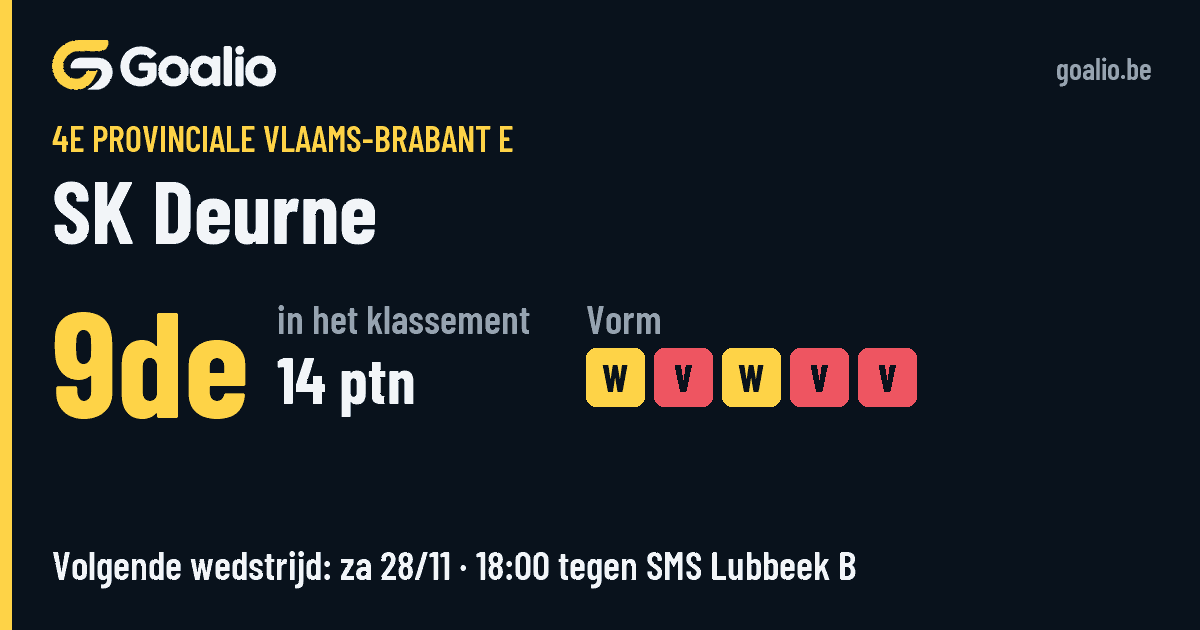 Goalio
goalio.be
4E PROVINCIALE VLAAMS-BRABANT E
SK Deurne
9de
in het klassement
14 ptn
Vorm
W V W V V
Volgende wedstrijd: za 28/11 · 18:00 tegen SMS Lubbeek B